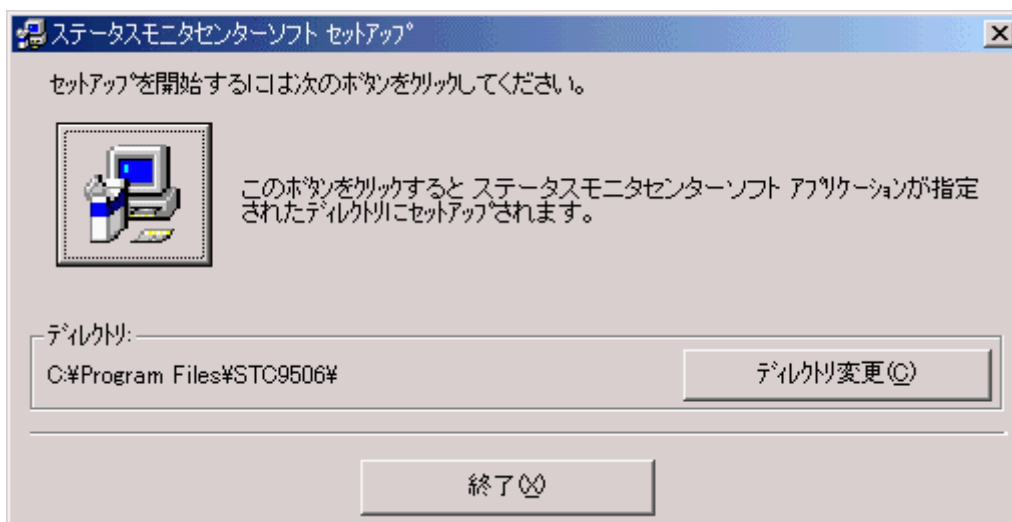 ステータスモニタセンターソフト セットアップ
セットアップを開始するには次のボタンをクリックしてください。
このボタンをクリックすると ステータスモニタセンターソフト アプリケーションが指定
されたディレクトリにセットアップされます。
ディレクトリ:
C:¥Program Files¥STC9506¥
ディレクトリ変更(C)
終了(X)